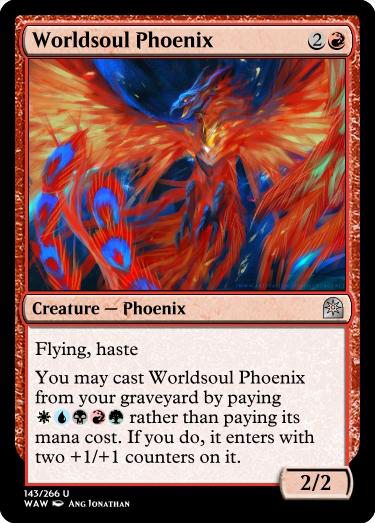 Worldsoul Phoenix 2
Creature — Phoenix
Flying, haste
You may cast Worldsoul Phoenix
from your graveyard by paying
rather than paying its
mana cost. If you do, it enters with
two +1/+1 counters on it.
2/2
143/266 U
WAW Ang Jonathan